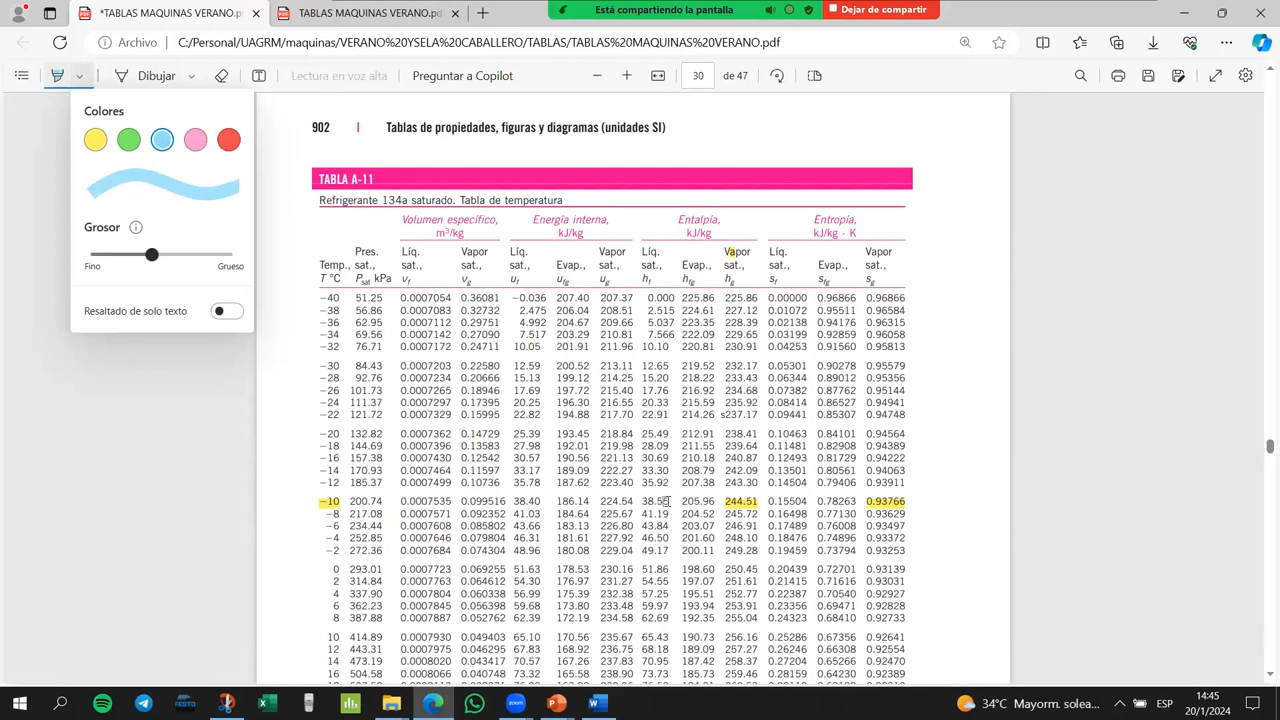 *TABLAS MAQUINAS VERANO.pdf
TABLAS MAQUINAS VERANO.pdf
Está compartiendo la pantalla
Dejar de compartir
Archivo
C:/Personal/UAGRM/maquinas/VERANO%20YSELA%20CABALLERO/TABLAS/TABLAS%20MAQUINAS%20VERANO.pdf
Dibujar
Lectura en voz alta
Preguntar a Copilot
30
de 47
Colores
Grosor
Fino
Grueso
Resaltado de solo texto
902 | Tablas de propiedades, figuras y diagramas (unidades SI)
TABLA A-11
Refrigerante 134a saturado. Tabla de temperatura
Volumen específico, Energía interna, Entalpía, Entropía,
m³/kg kJ/kg kJ/kg kJ/kg · K
Pres. Líq. Vapor Líq. Vapor Líq. Vapor Líq. Vapor
Temp., sat., sat., sat., sat., Evap., sat., sat., Evap., sat., sat., Evap., sat.,
T °C Psat kPa vf vg uf ufg ug hf hfg hg sf sfg sg
−40 51.25 0.0007054 0.36081 −0.036 207.40 207.37 0.000 225.86 225.86 0.00000 0.96866 0.96866
−38 56.86 0.0007083 0.32732 2.475 206.04 208.51 2.515 224.61 227.12 0.01072 0.95511 0.96584
−36 62.95 0.0007112 0.29751 4.992 204.67 209.66 5.037 223.35 228.39 0.02138 0.94176 0.96315
−34 69.56 0.0007142 0.27090 7.517 203.29 210.81 7.566 222.09 229.65 0.03199 0.92859 0.96058
−32 76.71 0.0007172 0.24711 10.05 201.91 211.96 10.10 220.81 230.91 0.04253 0.91560 0.95813
−30 84.43 0.0007203 0.22580 12.59 200.52 213.11 12.65 219.52 232.17 0.05301 0.90278 0.95579
−28 92.76 0.0007234 0.20666 15.13 199.12 214.25 15.20 218.22 233.43 0.06344 0.89012 0.95356
−26 101.73 0.0007265 0.18946 17.69 197.72 215.40 17.76 216.92 234.68 0.07382 0.87762 0.95144
−24 111.37 0.0007297 0.17395 20.25 196.30 216.55 20.33 215.59 235.92 0.08414 0.86527 0.94941
−22 121.72 0.0007329 0.15995 22.82 194.88 217.70 22.91 214.26 s237.17 0.09441 0.85307 0.94748
−20 132.82 0.0007362 0.14729 25.39 193.45 218.84 25.49 212.91 238.41 0.10463 0.84101 0.94564
−18 144.69 0.0007396 0.13583 27.98 192.01 219.98 28.09 211.55 239.64 0.11481 0.82908 0.94389
−16 157.38 0.0007430 0.12542 30.57 190.56 221.13 30.69 210.18 240.87 0.12493 0.81729 0.94222
−14 170.93 0.0007464 0.11597 33.17 189.09 222.27 33.30 208.79 242.09 0.13501 0.80561 0.94063
−12 185.37 0.0007498 0.10736 35.78 187.62 223.40 35.92 207.38 243.30 0.14504 0.79406 0.93911
−10 200.74 0.0007535 0.099516 38.40 186.14 224.54 38.55 205.96 244.51 0.15504 0.78263 0.93766
−8 217.08 0.0007571 0.092352 41.03 184.64 225.67 41.19 204.52 245.72 0.16498 0.77130 0.93629
−6 234.44 0.0007608 0.085802 43.66 183.13 226.80 43.84 203.07 246.91 0.17489 0.76008 0.93497
−4 252.85 0.0007646 0.079804 46.31 181.61 227.92 46.50 201.60 248.10 0.18476 0.74896 0.93372
−2 272.36 0.0007684 0.074304 48.96 180.08 229.04 49.17 200.11 249.28 0.19459 0.73794 0.93253
0 293.01 0.0007723 0.069255 51.63 178.53 230.16 51.86 198.60 250.45 0.20439 0.72701 0.93139
2 314.84 0.0007763 0.064612 54.30 176.97 231.27 54.55 197.07 251.61 0.21415 0.71616 0.93031
4 337.90 0.0007804 0.060338 56.99 175.39 232.38 57.25 195.51 252.77 0.22387 0.70540 0.92927
6 362.23 0.0007845 0.056398 59.68 173.80 233.48 59.97 193.94 253.91 0.23356 0.69471 0.92828
8 387.88 0.0007887 0.052762 62.39 172.19 234.58 62.69 192.35 255.04 0.24323 0.68410 0.92733
10 414.89 0.0007930 0.049403 65.10 170.56 235.67 65.43 190.73 256.16 0.25286 0.67356 0.92641
12 443.31 0.0007975 0.046295 67.83 168.92 236.75 68.18 189.09 257.27 0.26246 0.66308 0.92554
14 473.19 0.0008020 0.043417 70.57 167.26 237.83 70.95 187.42 258.37 0.27204 0.65266 0.92470
16 504.58 0.0008066 0.040748 73.32 165.58 238.90 73.73 185.73 259.46 0.28159 0.64230 0.92389
34°C Mayorm. solea...
ESP
14:45
20/1/2024